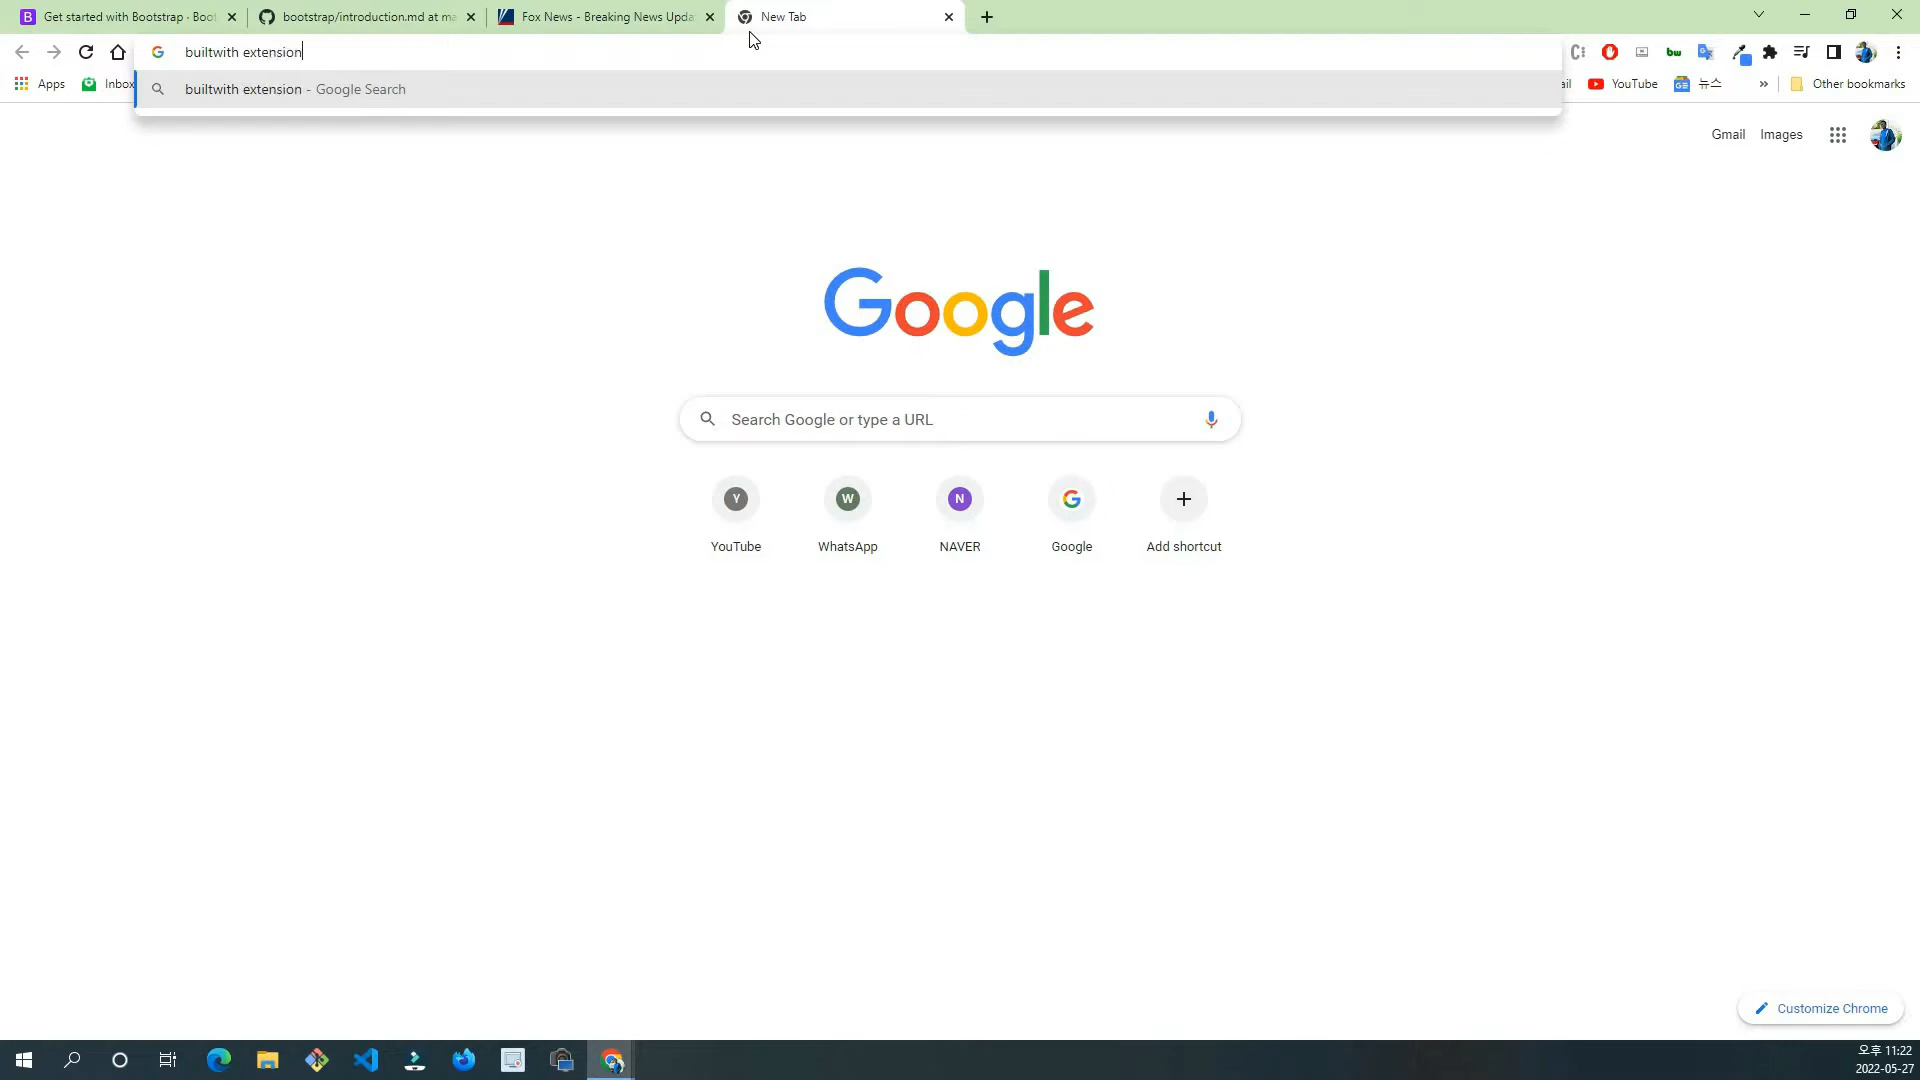 Get started with Bootstrap · Boot
bootstrap/introduction.md at ma
Fox News - Breaking News Upda
New Tab
builtwith extension
bw
Apps
Inbox
builtwith extension - Google Search
ail
YouTube
뉴스
Other bookmarks
Gmail
Images
Google
Search Google or type a URL
Y
W
N
YouTube
WhatsApp
NAVER
Google
Add shortcut
Customize Chrome
오후 11:22
2022-05-27